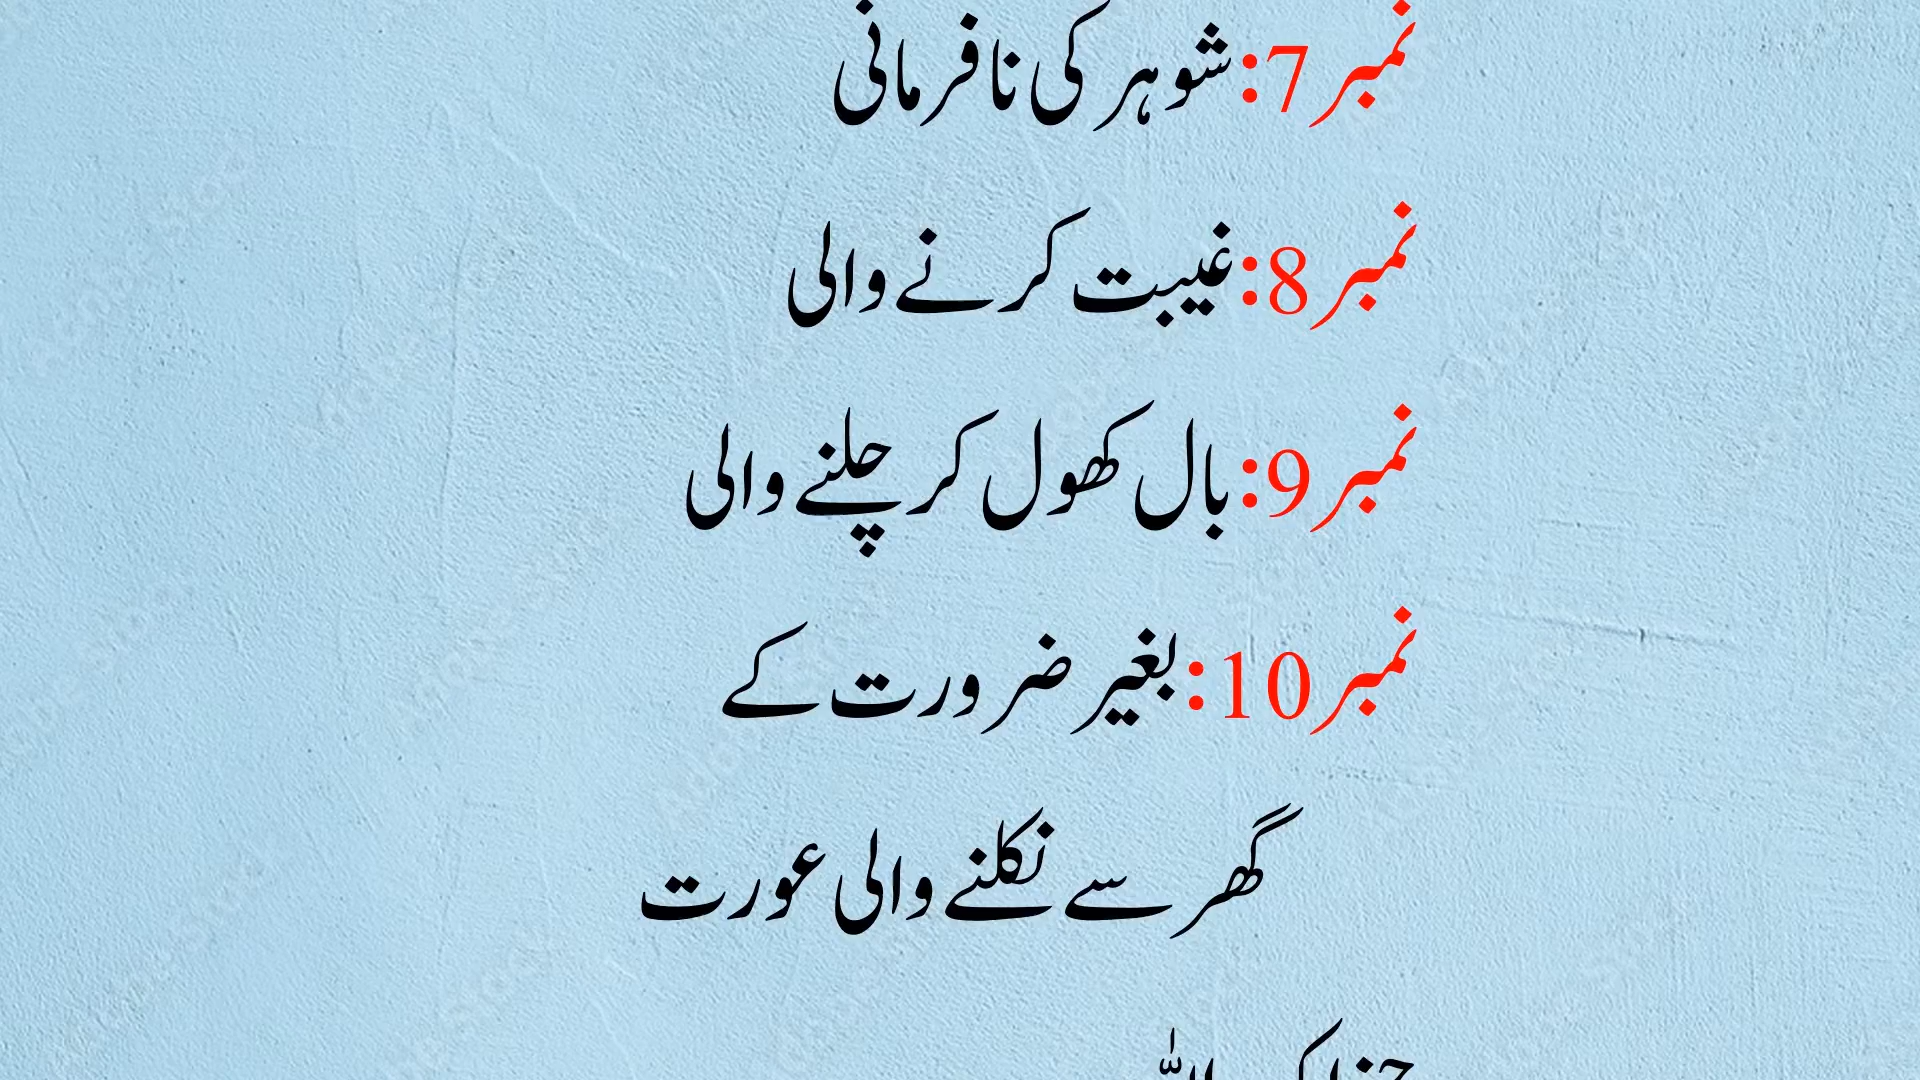 نمبر 7: شوہر کی نافرمانی
نمبر 8: غیبت کرنے والی
نمبر 9: بال کھول کر چلنے والی
نمبر 10: بغیر ضرورت کے
گھر سے نکلنے والی عورت